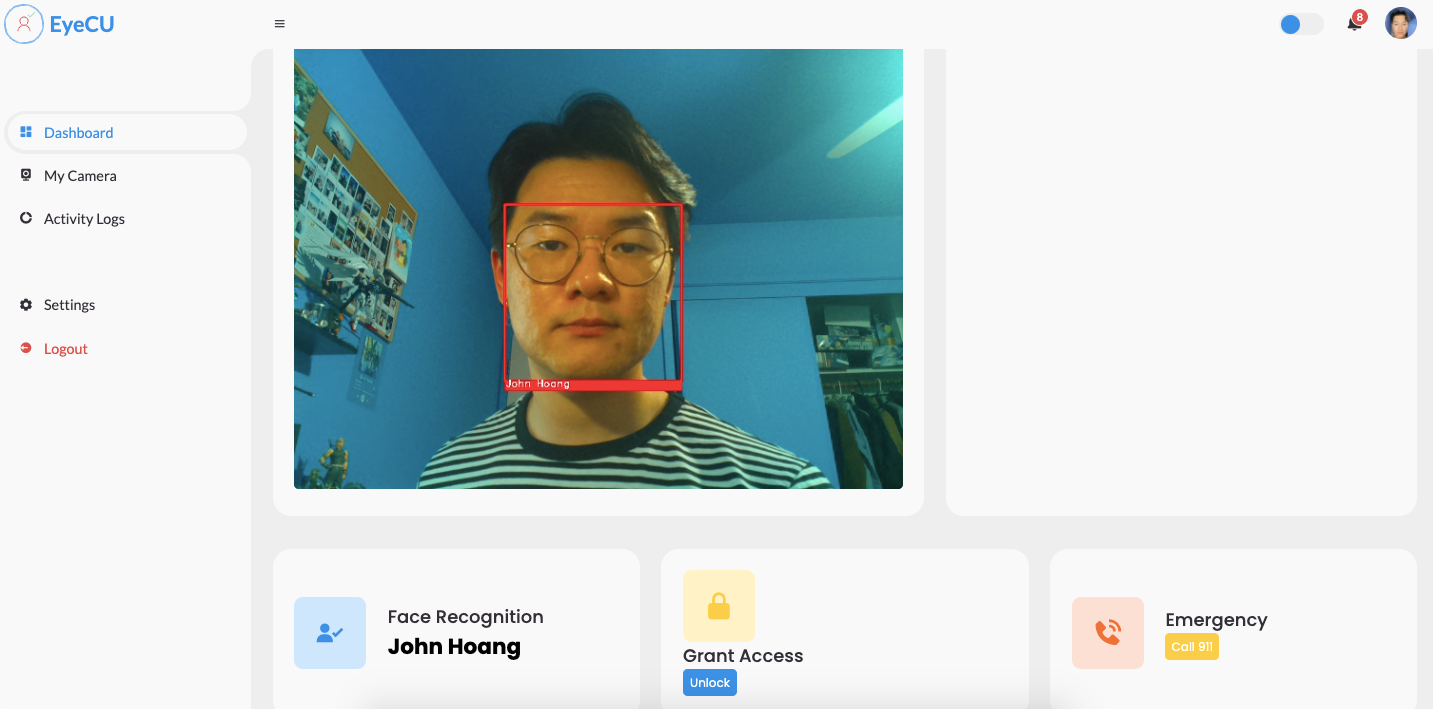 EyeCU
8
Dashboard
My Camera
Activity Logs
Settings
Logout
John Hoang
Face Recognition
John Hoang
Grant Access
Unlock
Emergency
Call 911